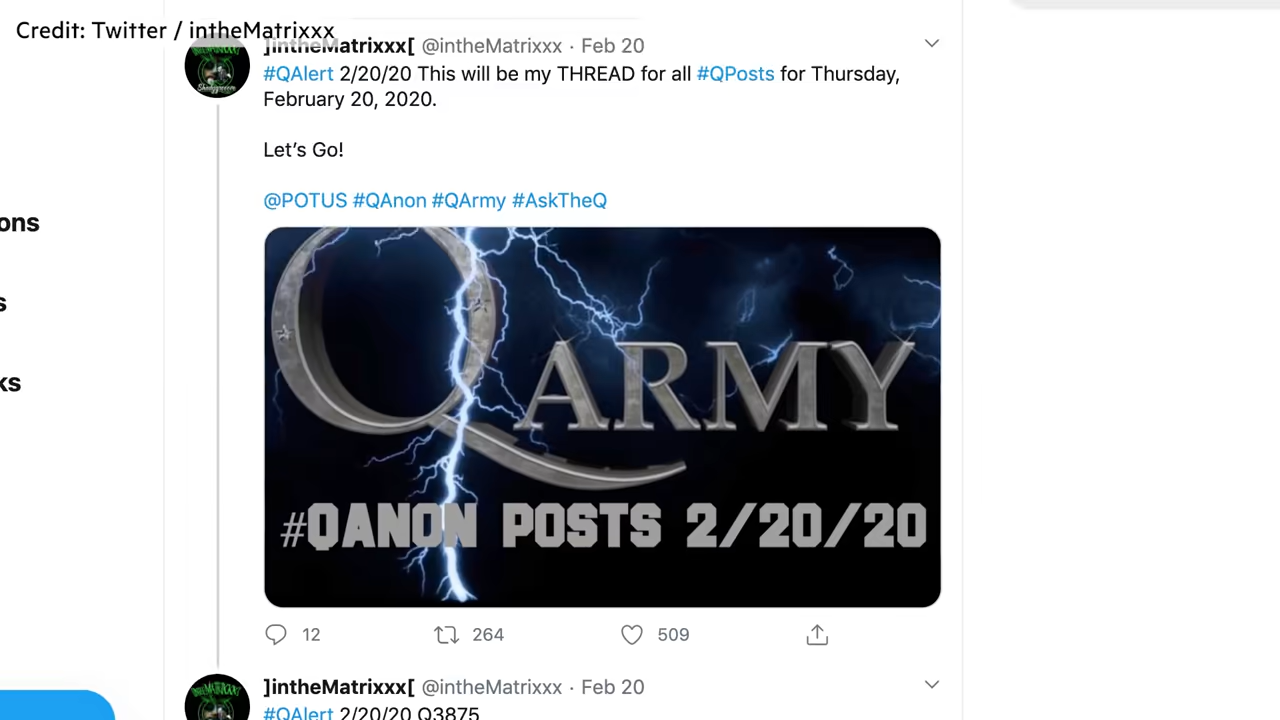 Credit: Twitter / intheMatrixxx
]intheMatrixxx[ @intheMatrixxx · Feb 20
#QAlert 2/20/20 This will be my THREAD for all #QPosts for Thursday,
February 20, 2020.
Let’s Go!
@POTUS #QAnon #QArmy #AskTheQ
ons
s
ks
Q ARMY
#QANON POSTS 2/20/20
12 264 509
]intheMatrixxx[ @intheMatrixxx · Feb 20
#QAlert 2/20/20 Q3875